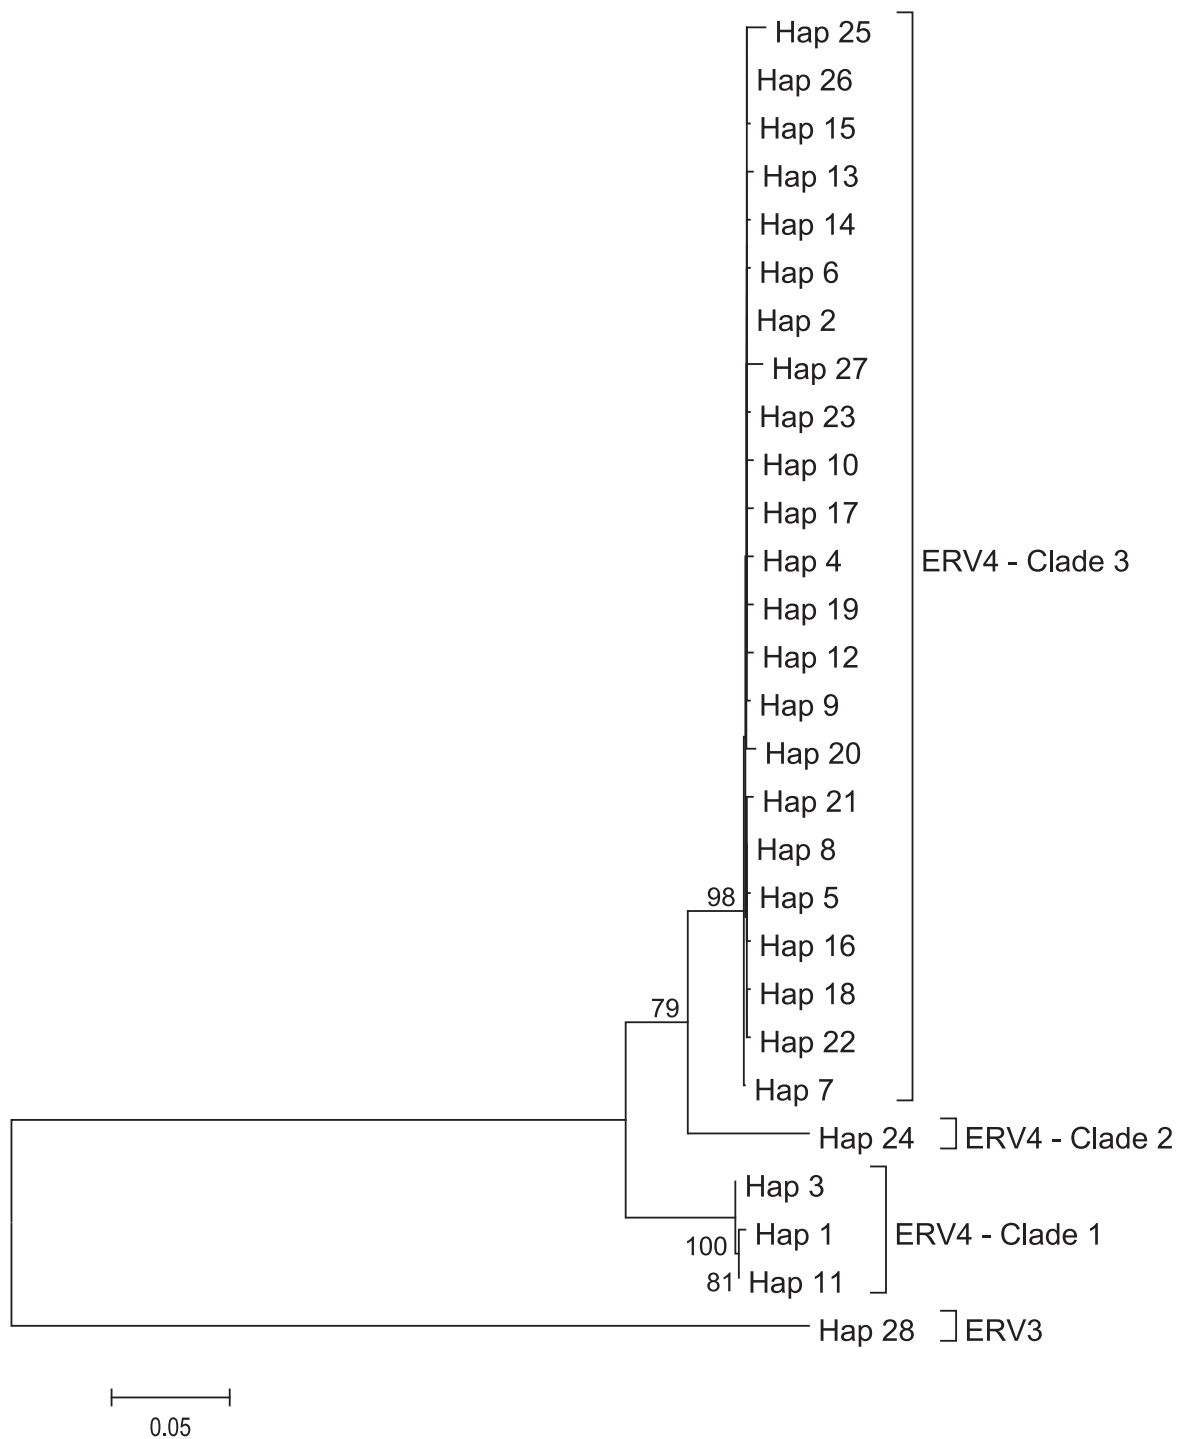 Hap 25
Hap 26
Hap 15
Hap 13
Hap 14
Hap 6
Hap 2
Hap 27
Hap 23
Hap 10
Hap 17
Hap 4
ERV4 - Clade 3
Hap 19
Hap 12
Hap 9
Hap 20
Hap 21
Hap 8
98
Hap 5
Hap 16
Hap 18
79
Hap 22
Hap 7
Hap 24
ERV4 - Clade 2
Hap 3
Hap 1
ERV4 - Clade 1
100
81
Hap 11
Hap 28
ERV3
0.05